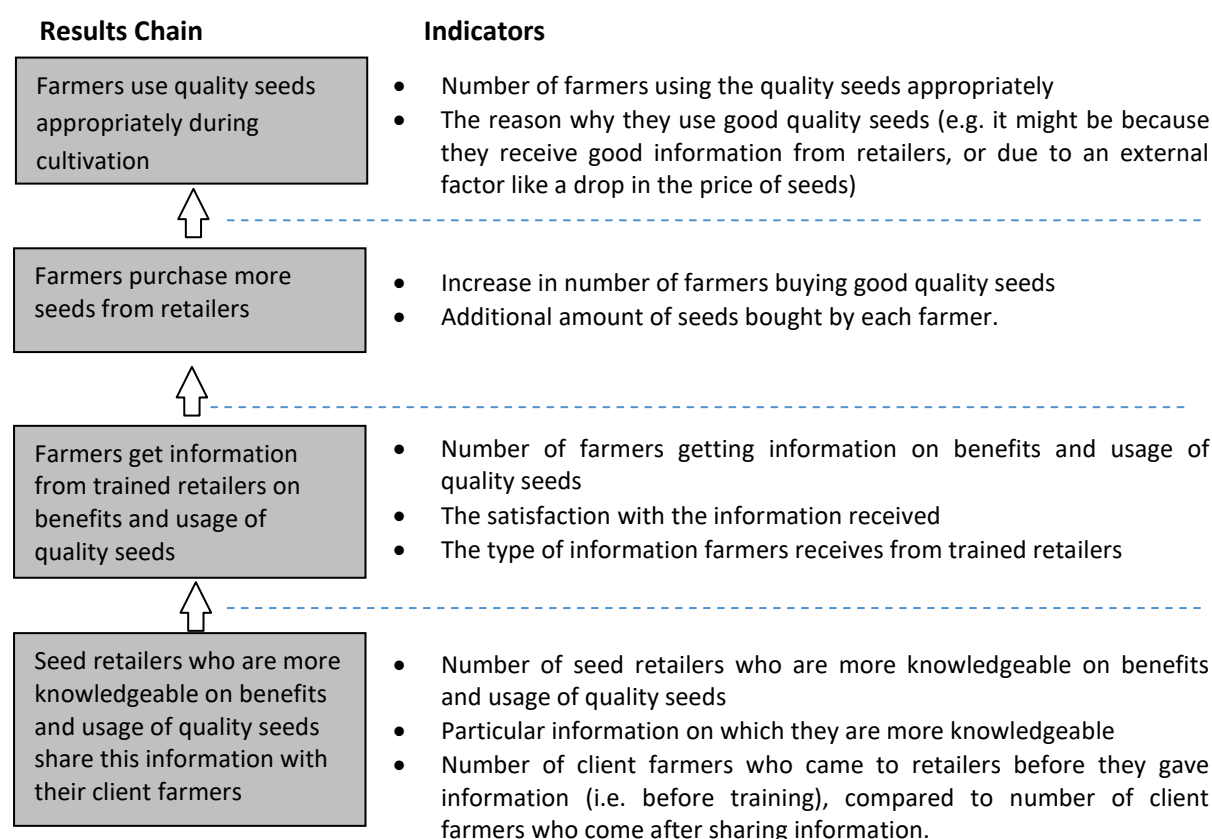 Results Chain
Indicators
Farmers use quality seeds
appropriately during
cultivation
• Number of farmers using the quality seeds appropriately
• The reason why they use good quality seeds (e.g. it might be because
they receive good information from retailers, or due to an external
factor like a drop in the price of seeds)
Farmers purchase more
seeds from retailers
• Increase in number of farmers buying good quality seeds
• Additional amount of seeds bought by each farmer.
Farmers get information
from trained retailers on
benefits and usage of
quality seeds
• Number of farmers getting information on benefits and usage of
quality seeds
• The satisfaction with the information received
• The type of information farmers receives from trained retailers
Seed retailers who are more
knowledgeable on benefits
and usage of quality seeds
share this information with
their client farmers
• Number of seed retailers who are more knowledgeable on benefits
and usage of quality seeds
• Particular information on which they are more knowledgeable
• Number of client farmers who came to retailers before they gave
information (i.e. before training), compared to number of client
farmers who come after sharing information.